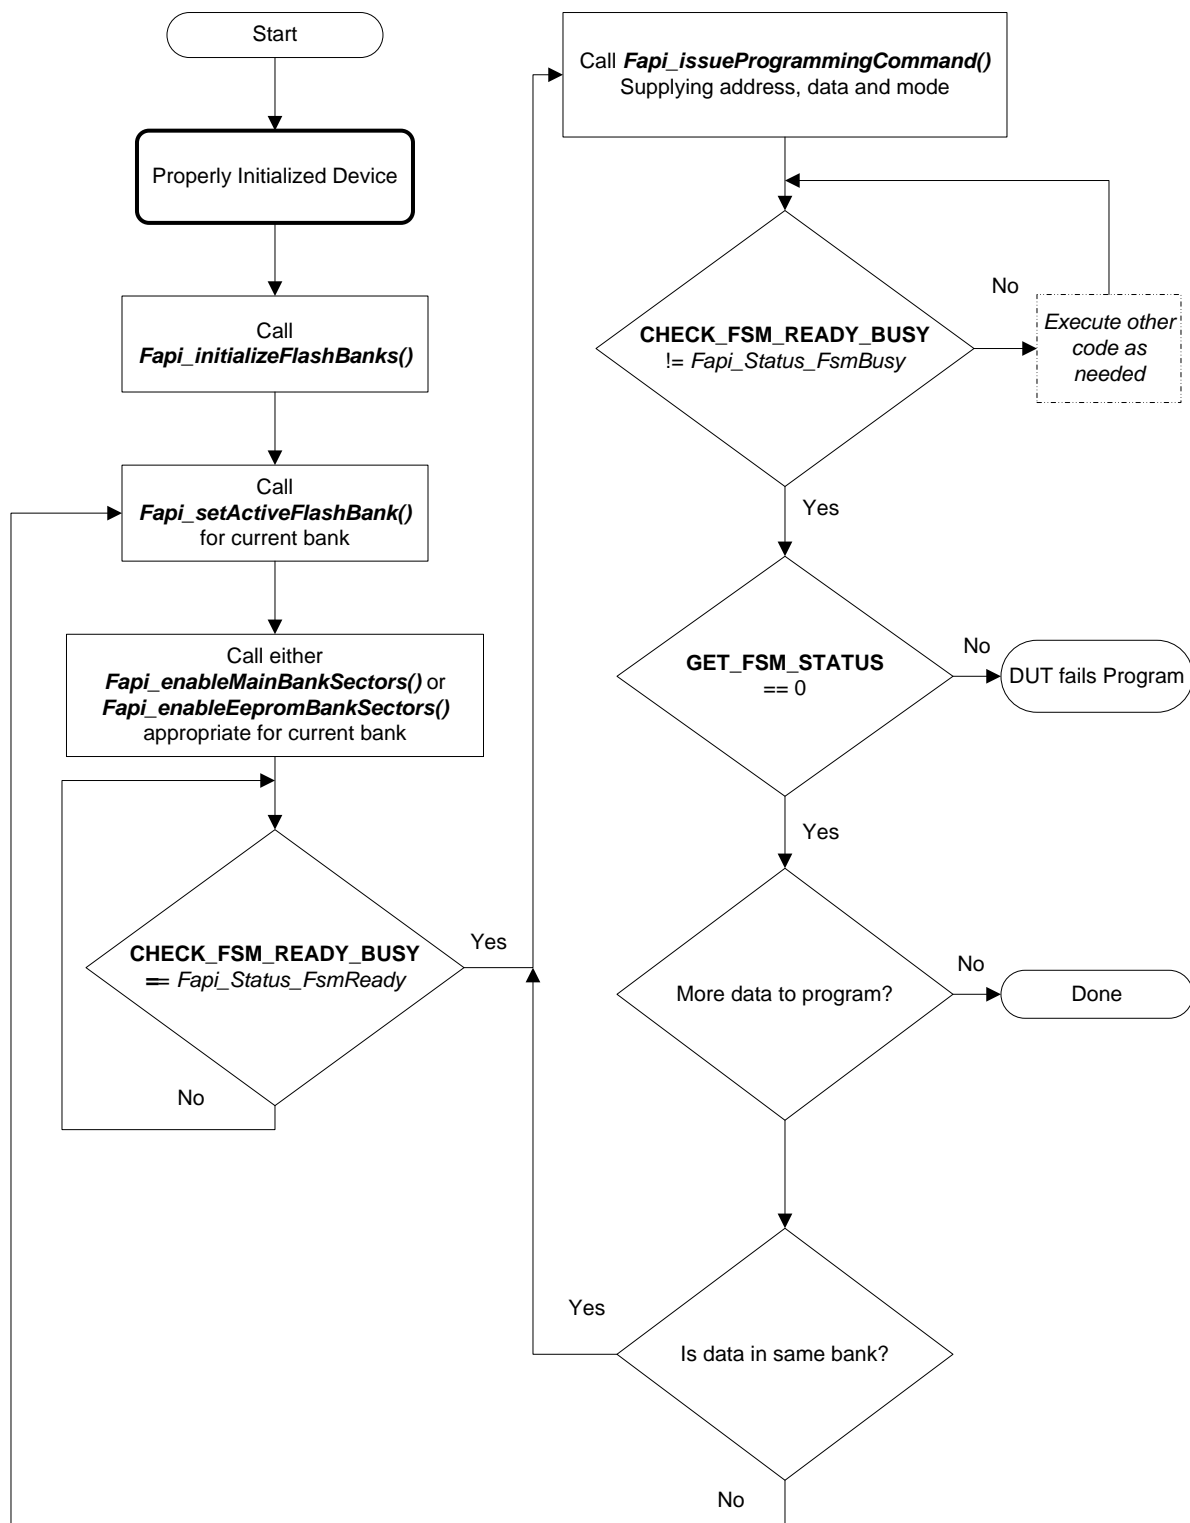 Start
Properly Initialized Device
Call
Fapi_initializeFlashBanks()
Call
Fapi_setActiveFlashBank()
for current bank
Call either
Fapi_enableMainBankSectors() or
Fapi_enableEepromBankSectors()
appropriate for current bank
CHECK_FSM_READY_BUSY
== Fapi_Status_FsmReady
Yes
No
Call Fapi_issueProgrammingCommand()
Supplying address, data and mode
CHECK_FSM_READY_BUSY
!= Fapi_Status_FsmBusy
No
Execute other
code as
needed
Yes
GET_FSM_STATUS
== 0
No
DUT fails Program
Yes
More data to program?
No
Done
Is data in same bank?
Yes
No